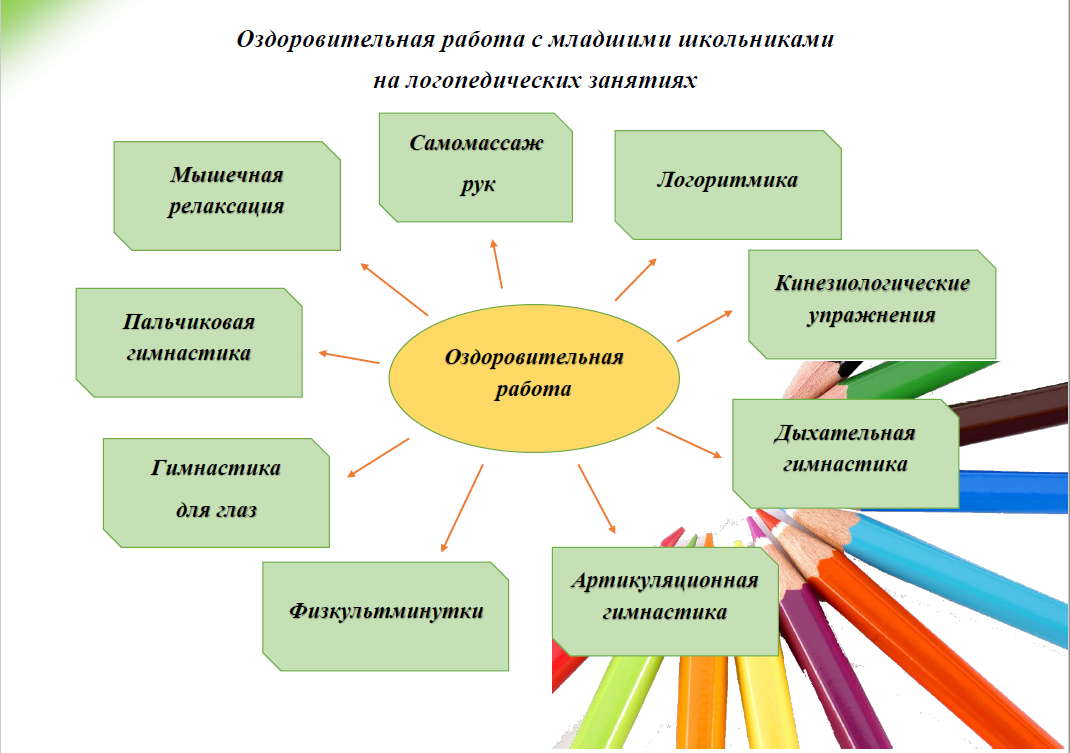 Оздоровительная работа с младшими школьниками
на логопедических занятиях
Самомассаж
рук
Мышечная
релаксация
Логоритмика
Кинезиологические
упражнения
Пальчиковая
гимнастика
Оздоровительная
работа
Дыхательная
гимнастика
Гимнастика
для глаз
Артикуляционная
гимнастика
Физкультминутки